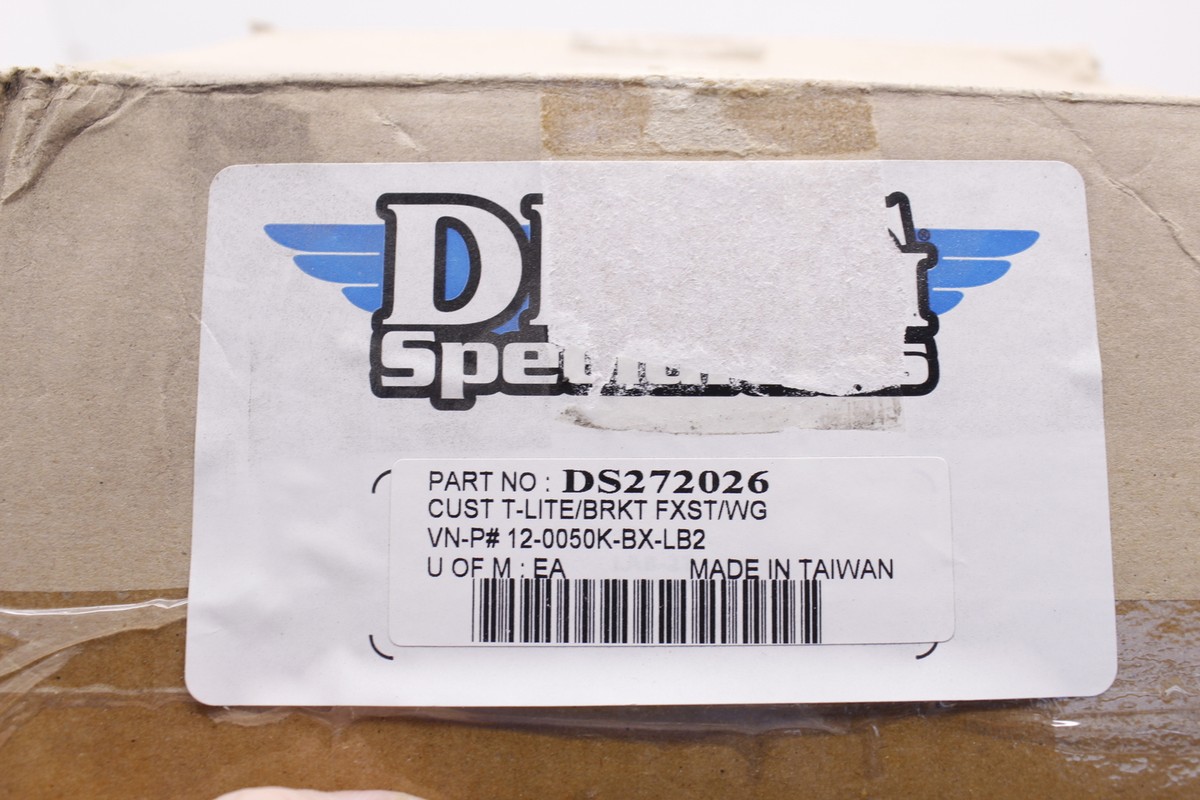 PART NO : DS272026
CUST T-LITE/BRKT FXST/WG
VN-P# 12-0050K-BX-LB2
U OF M : EA MADE IN TAIWAN